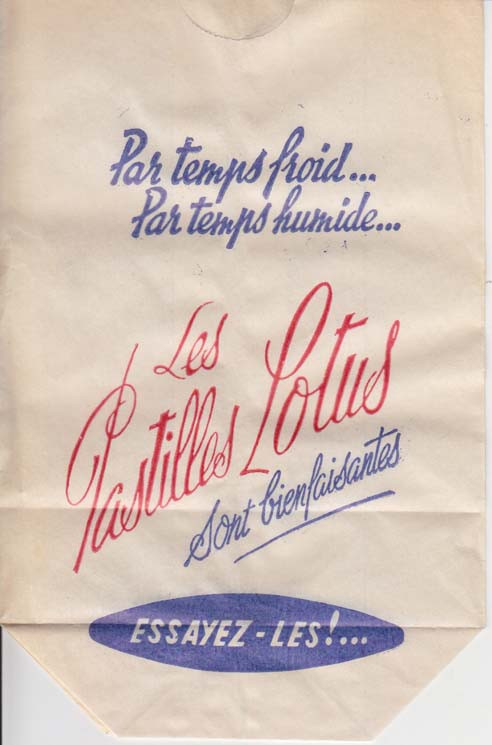 Par temps froid...
Par temps humide...
Les
Pastilles Lotus
sont bienfaisantes
ESSAYEZ-LES!...